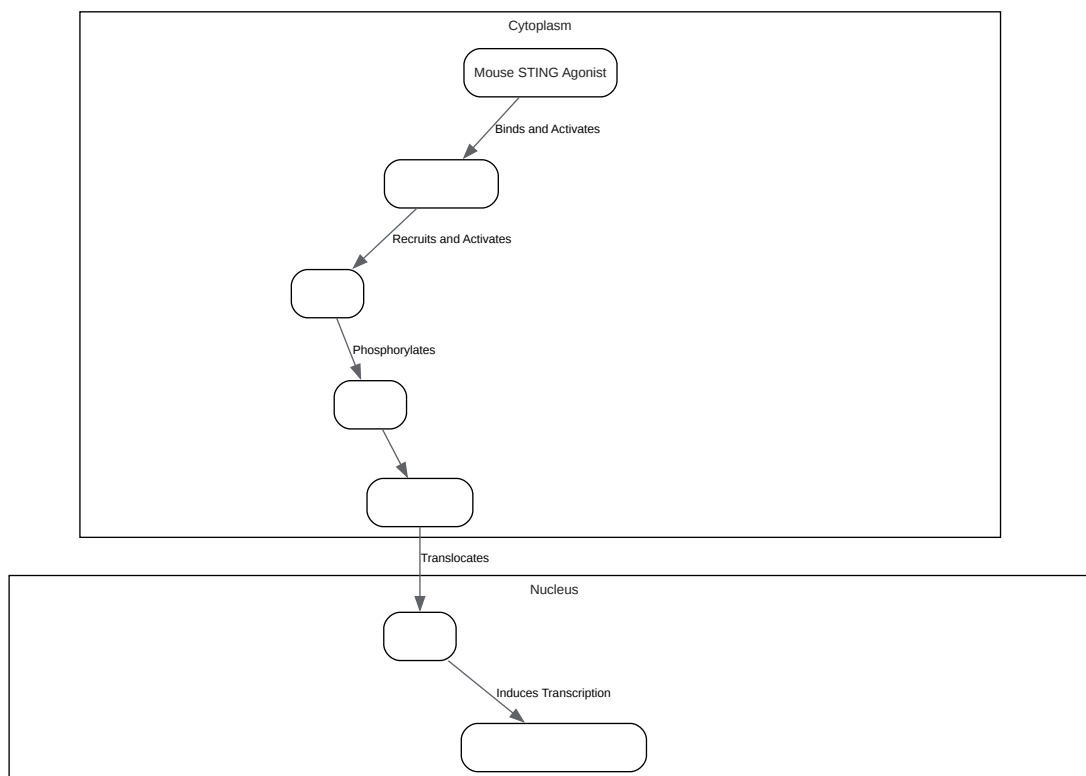 Cytoplasm
Mouse STING Agonist
Binds and Activates
Recruits and Activates
Phosphorylates
Translocates
Nucleus
Induces Transcription